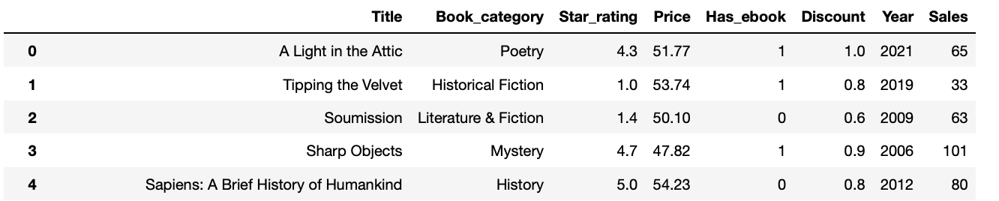 Title Book_category Star_rating Price Has_ebook Discount Year Sales
0 A Light in the Attic Poetry 4.3 51.77 1 1.0 2021 65
1 Tipping the Velvet Historical Fiction 1.0 53.74 1 0.8 2019 33
2 Soumission Literature & Fiction 1.4 50.10 0 0.6 2009 63
3 Sharp Objects Mystery 4.7 47.82 1 0.9 2006 101
4 Sapiens: A Brief History of Humankind History 5.0 54.23 0 0.8 2012 80